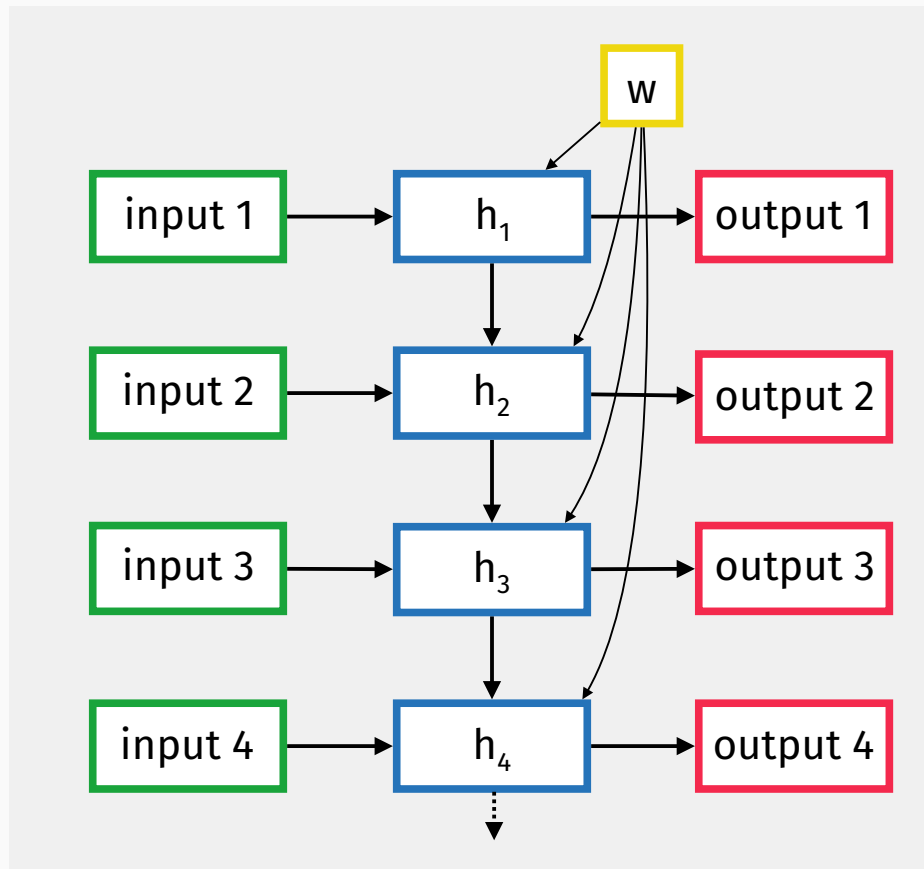 w
input 1
h₁
output 1
input 2
h₂
output 2
input 3
h₃
output 3
input 4
h₄
output 4